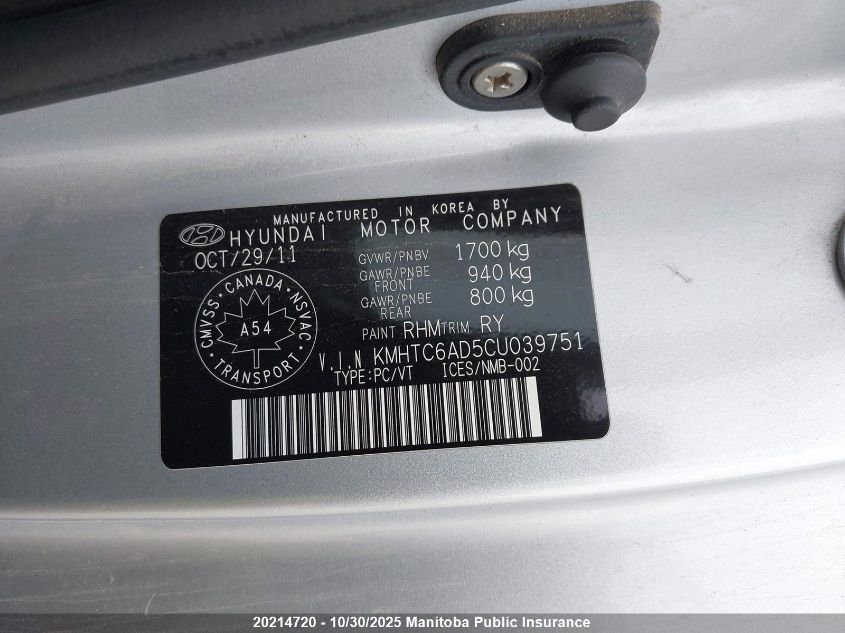 MANUFACTURED IN KOREA BY
HYUNDAI MOTOR COMPANY
OCT/29/11
GVWR/PNBV 1700 kg
GAWR/PNBE FRONT 940 kg
GAWR/PNBE REAR 800 kg
PAINT RHM TRIM RY
CMVSS • CANADA • NSVAC
A54
TRANSPORT
V.I.N KMHTC6AD5CU039751
TYPE:PC/VT ICES/NMB-002
20214720 - 10/30/2025 Manitoba Public Insurance